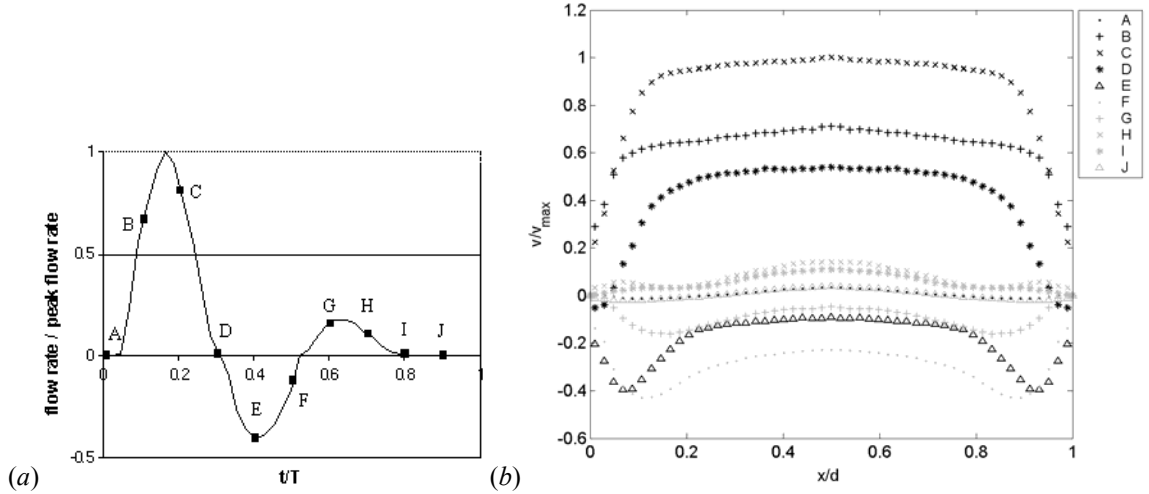 flow rate / peak flow rate
1
0.5
0
-0.5
0 0.2 0.4 0.6 0.8 1
t/T
A
B
C
D
E
F
G
H
I
J
(a)
v/vmax
1.2
1
0.8
0.6
0.4
0.2
0
-0.2
-0.4
-0.6
0 0.2 0.4 0.6 0.8 1
x/d
A
B
C
D
E
F
G
H
I
J
(b)